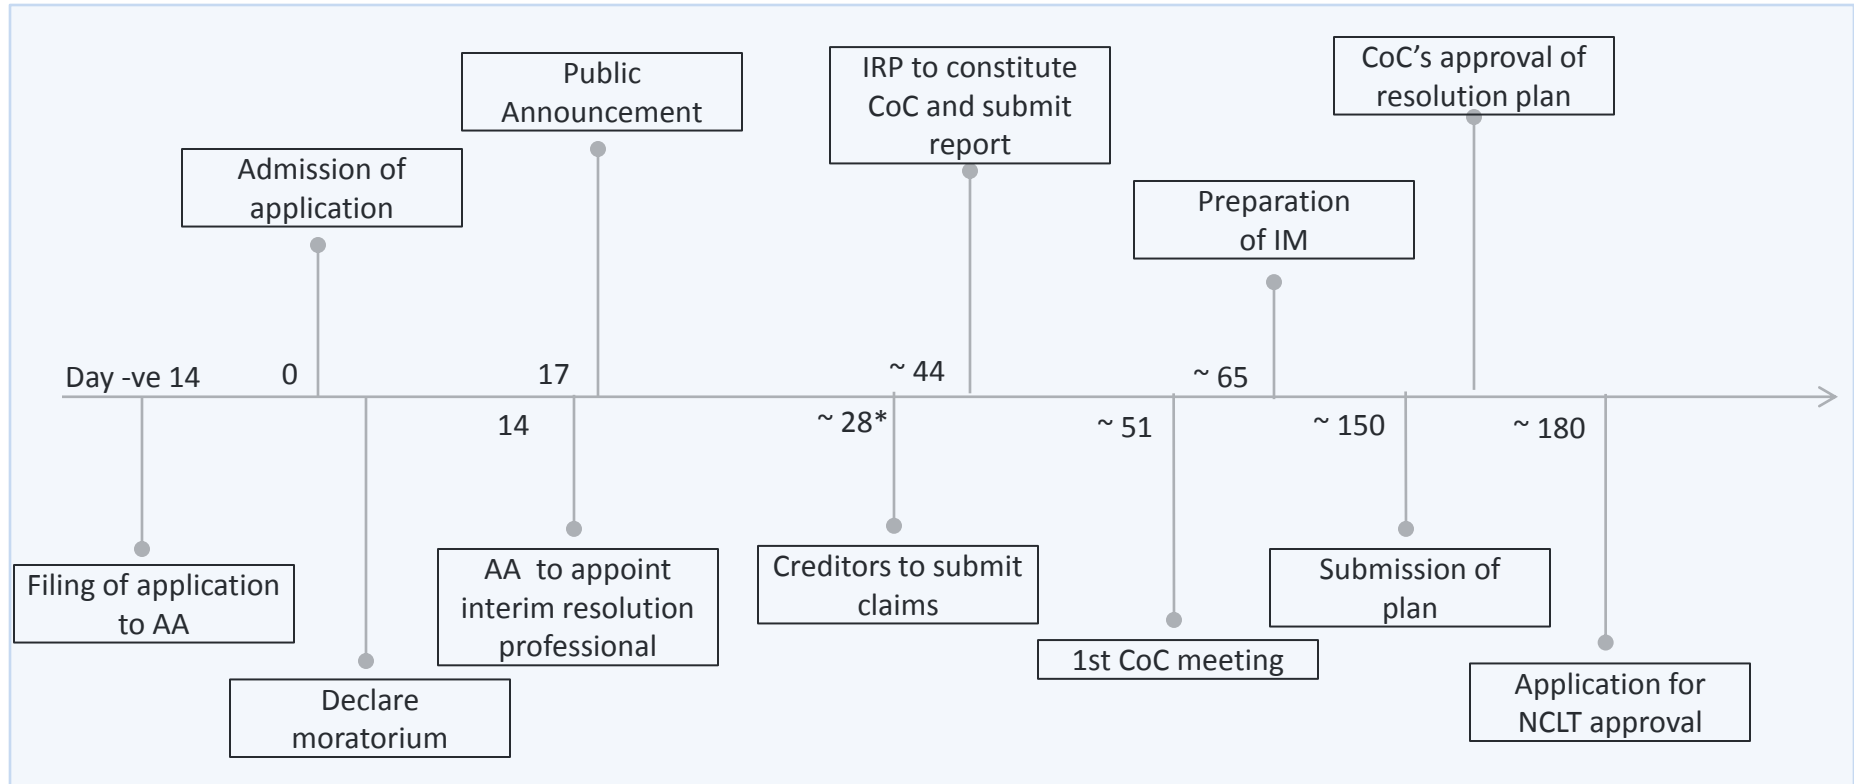 CoC’s approval of
resolution plan
IRP to constitute
CoC and submit
report
Public
Announcement
Admission of
application
Preparation
of IM
Day -ve 14
0
17
~ 44
~ 65
14
~ 28*
~ 51
~ 150
~ 180
Filing of application
to AA
AA to appoint
interim resolution
professional
Creditors to submit
claims
Submission of
plan
1st CoC meeting
Declare
moratorium
Application for
NCLT approval